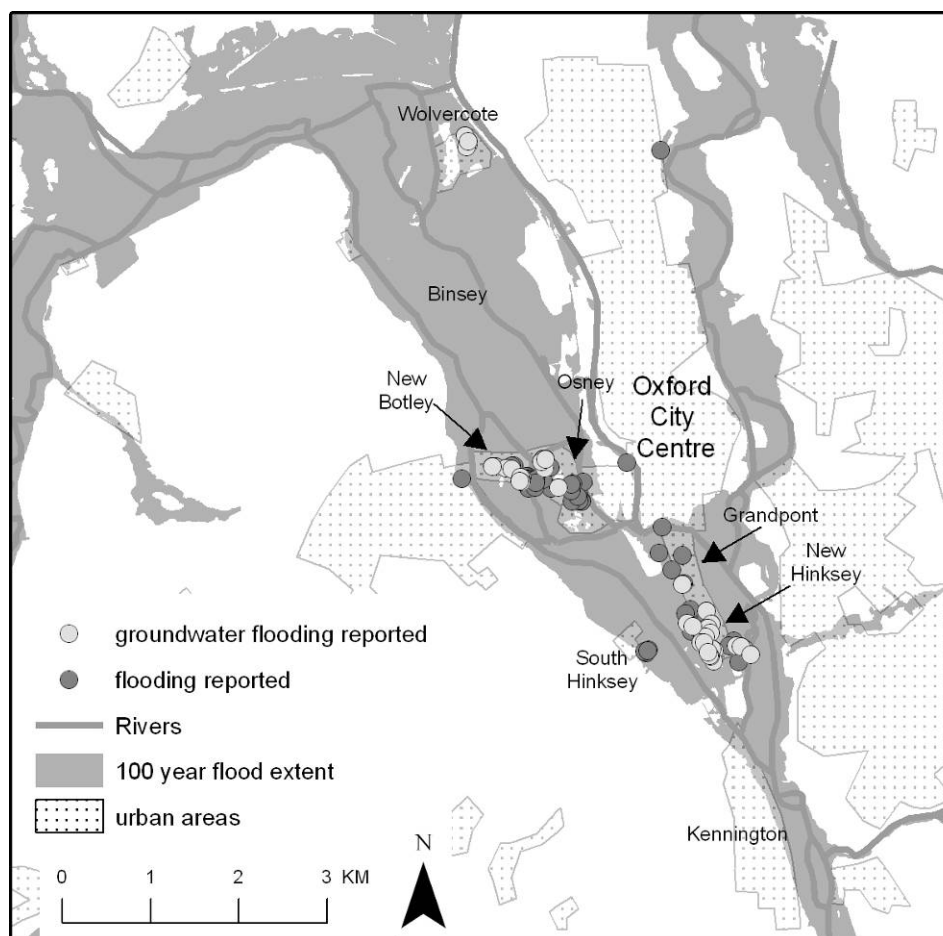 Wolvercote
Binsey
New
Botley
Osney
Oxford
City
Centre
Grandpont
New
Hinksey
South
Hinksey
Kennington
groundwater flooding reported
flooding reported
Rivers
100 year flood extent
urban areas
0 1 2 3 KM
N